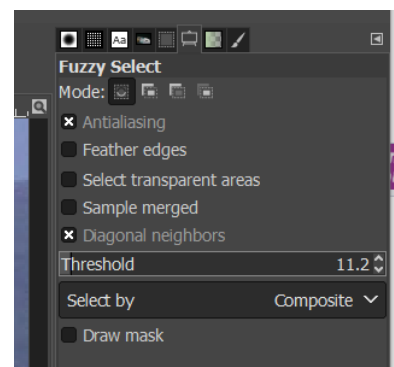 Aa
Fuzzy Select
Mode:
Antialiasing
Feather edges
Select transparent areas
Sample merged
Diagonal neighbors
Threshold 11.2
Select by Composite
Draw mask